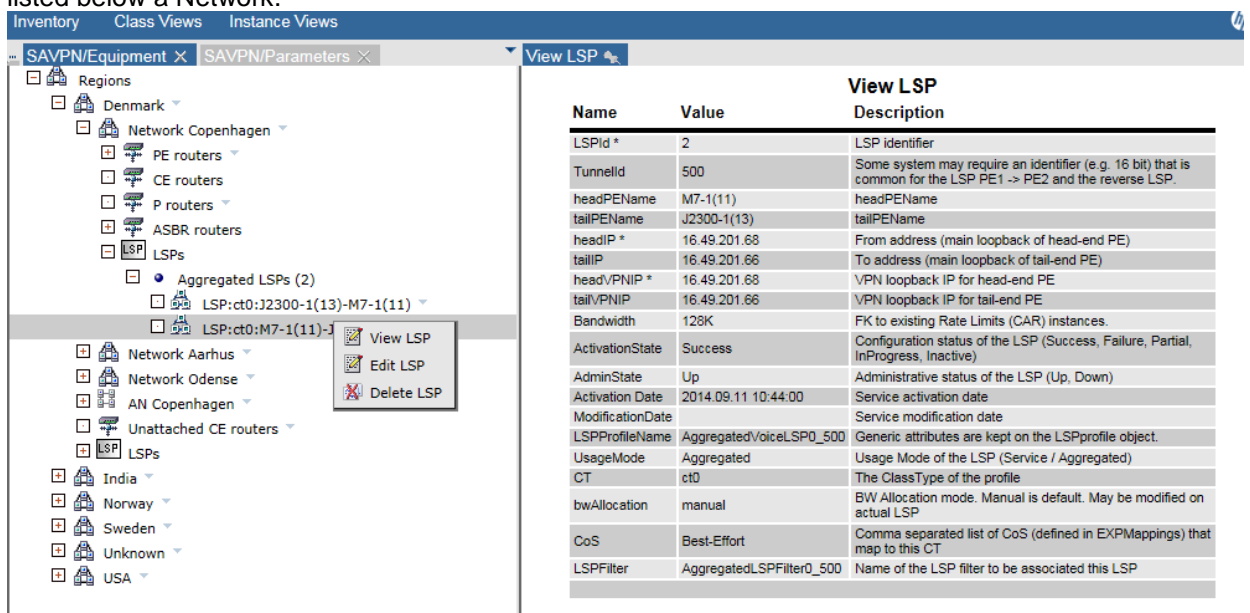 listed below a Network.
Inventory Class Views Instance Views
SAVPN/Equipment SAVPN/Parameters
View LSP
Regions
Denmark
Network Copenhagen
PE routers
CE routers
P routers
ASBR routers
LSP LSPs
Aggregated LSPs (2)
LSP:ct0:J2300-1(13)-M7-1(11)
LSP:ct0:M7-1(11)-J
View LSP
Edit LSP
Delete LSP
Network Aarhus
Network Odense
AN Copenhagen
Unattached CE routers
LSP LSPs
India
Norway
Sweden
Unknown
USA
View LSP
Name Value Description
LSPId * 2 LSP identifier
TunnelId 500 Some system may require an identifier (e.g. 16 bit) that is
common for the LSP PE1 -> PE2 and the reverse LSP.
headPEName M7-1(11) headPEName
tailPEName J2300-1(13) tailPEName
headIP * 16.49.201.68 From address (main loopback of head-end PE)
tailIP 16.49.201.66 To address (main loopback of tail-end PE)
headVPNIP * 16.49.201.68 VPN loopback IP for head-end PE
tailVPNIP 16.49.201.66 VPN loopback IP for tail-end PE
Bandwidth 128K FK to existing Rate Limits (CAR) instances.
ActivationState Success Configuration status of the LSP (Success, Failure, Partial,
InProgress, Inactive)
AdminState Up Administrative status of the LSP (Up, Down)
Activation Date 2014.09.11 10:44:00 Service activation date
ModificationDate Service modification date
LSPProfileName AggregatedVoiceLSP0_500 Generic attributes are kept on the LSPprofile object.
UsageMode Aggregated Usage Mode of the LSP (Service / Aggregated)
CT ct0 The ClassType of the profile
bwAllocation manual BW Allocation mode. Manual is default. May be modified on
actual LSP
CoS Best-Effort Comma separated list of CoS (defined in EXPMappings) that
map to this CT
LSPFilter AggregatedLSPFilter0_500 Name of the LSP filter to be associated this LSP